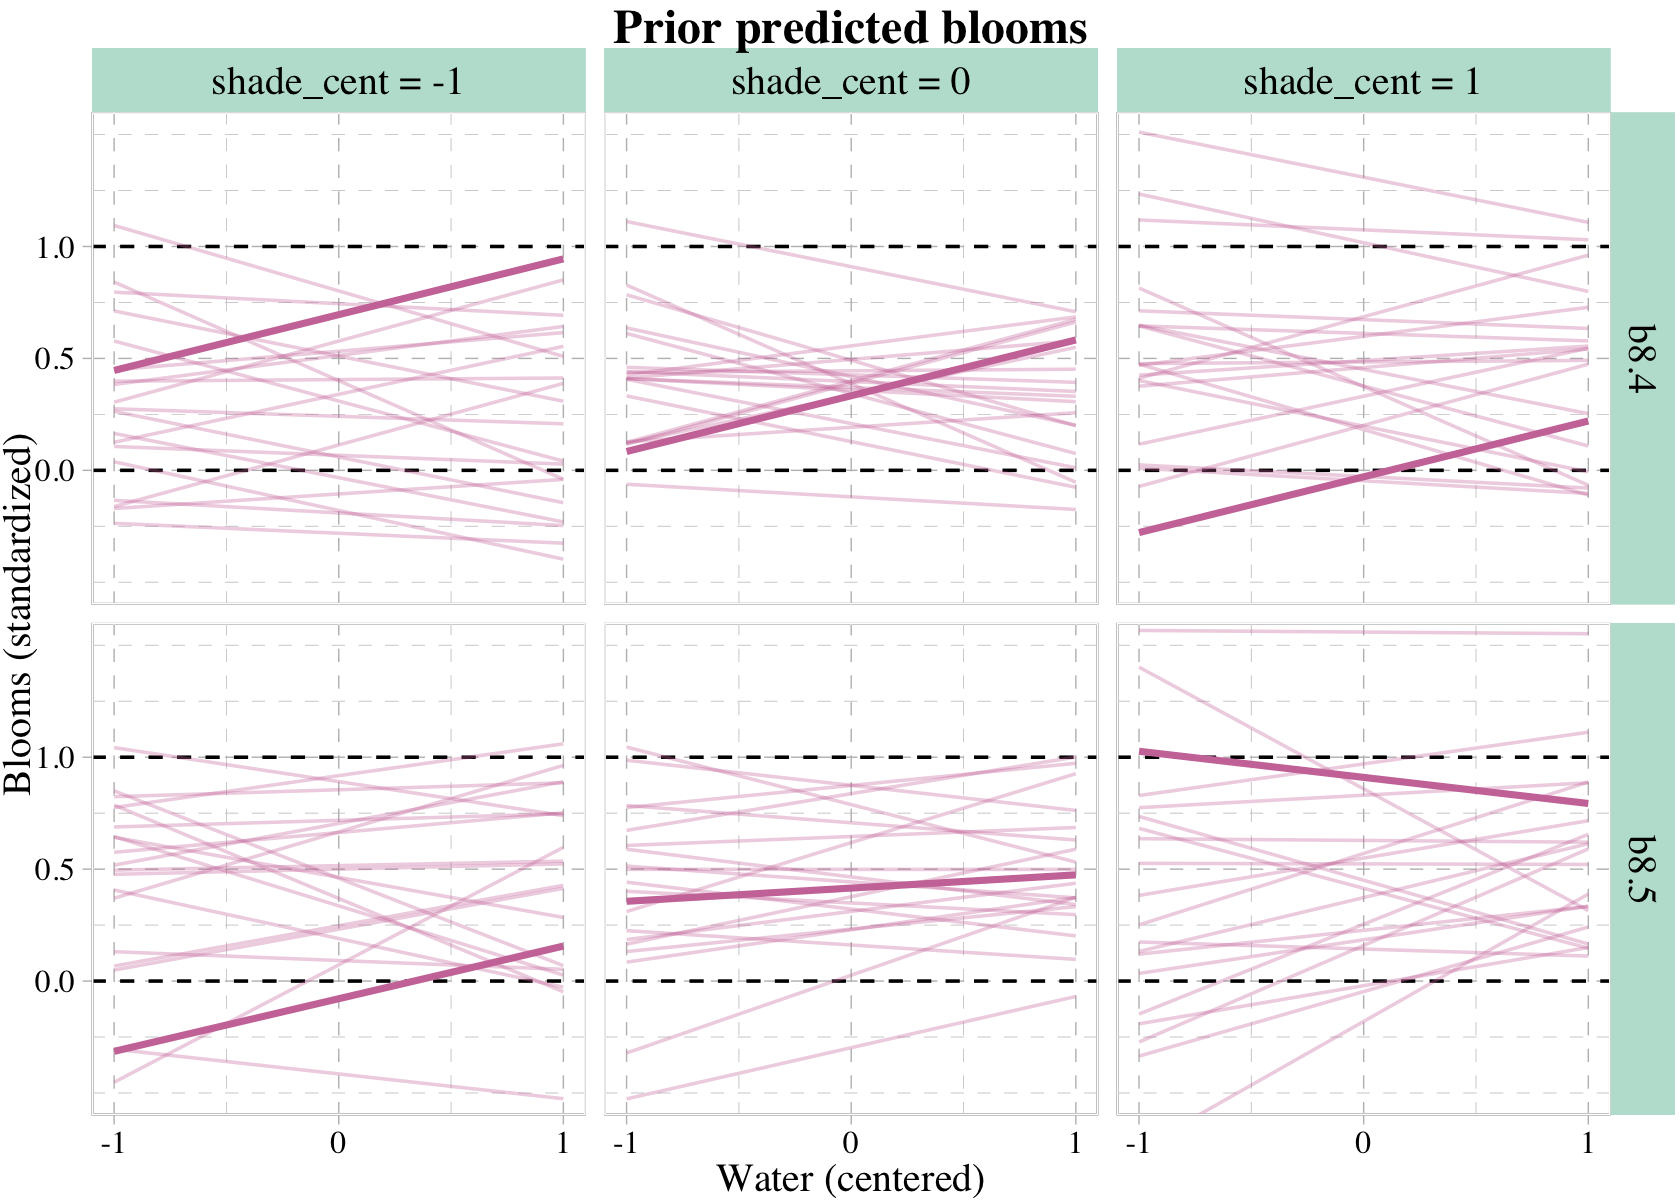 Prior predicted blooms
shade_cent = -1
shade_cent = 0
shade_cent = 1
Blooms (standardized)
1.0
0.5
0.0
b8.4
1.0
0.5
0.0
b8.5
-1 0 1
-1 0 1
-1 0 1
Water (centered)